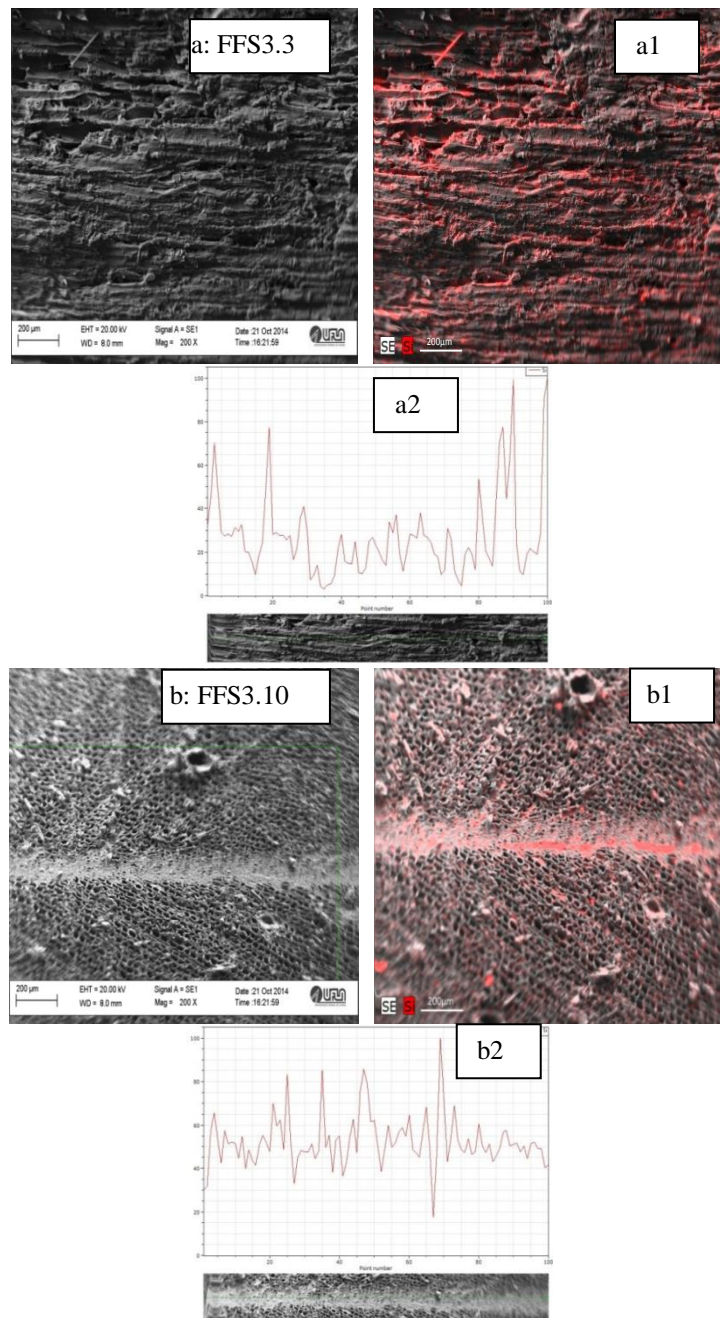 a: FFS3.3
a1
200 µm
EHT = 20.00 kV
WD = 8.0 mm
Signal A = SE1
Mag = 200 X
Date :21 Oct 2014
Time :16:21:59
SE Si 200µm
a2
Si
100
80
60
40
20
0
20 40 60 80 100
Point number
b: FFS3.10
b1
200 µm
EHT = 20.00 kV
WD = 8.0 mm
Signal A = SE1
Mag = 200 X
Date :21 Oct 2014
Time :16:21:59
SE Si 200µm
b2
100
80
60
40
20
0
20 40 60 80 100
Point number